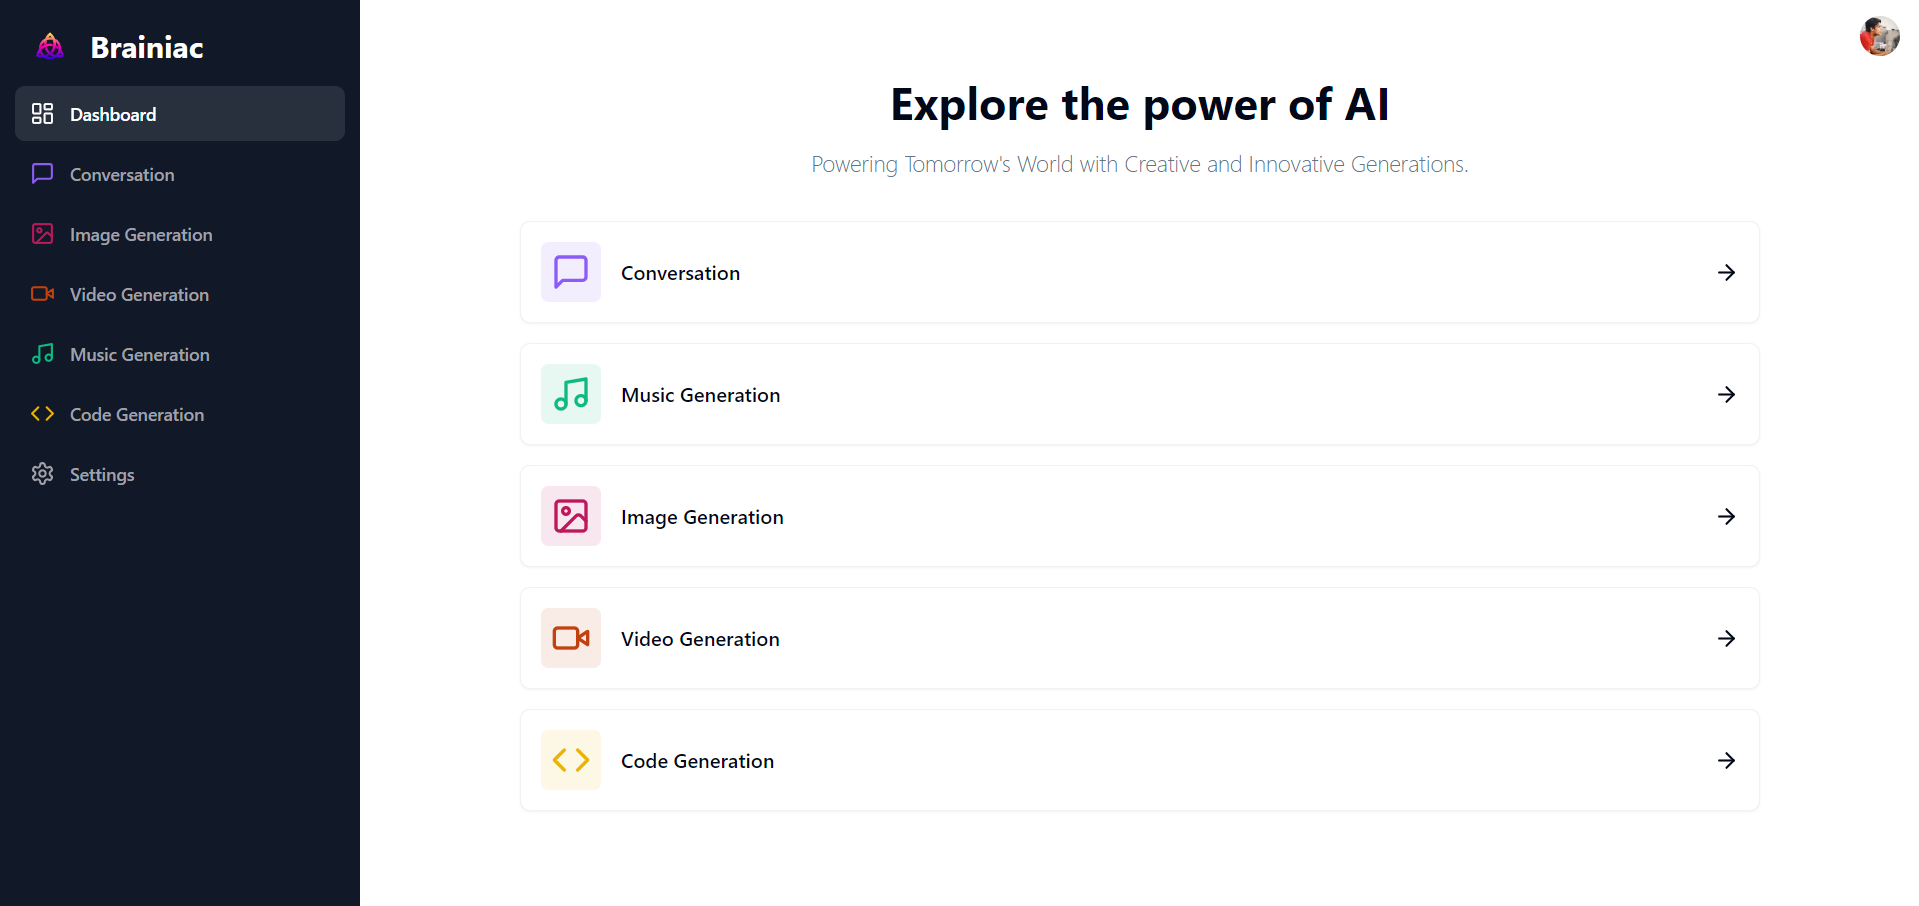 Brainiac
Dashboard
Conversation
Image Generation
Video Generation
Music Generation
Code Generation
Settings
Explore the power of AI
Powering Tomorrow's World with Creative and Innovative Generations.
Conversation
Music Generation
Image Generation
Video Generation
Code Generation